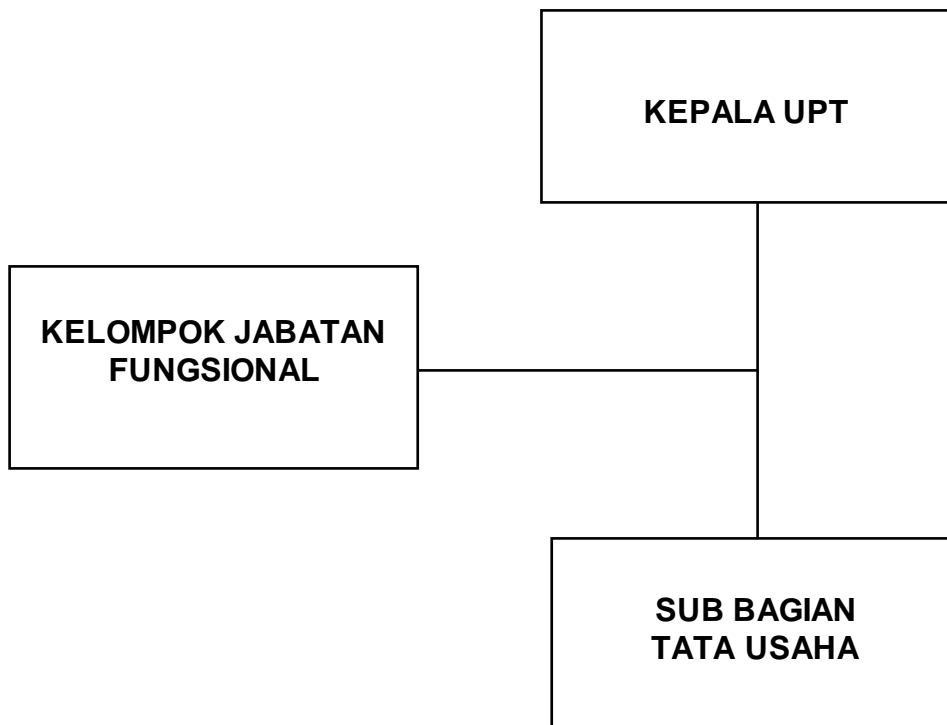 KEPALA UPT
KELOMPOK JABATAN
FUNGSIONAL
SUB BAGIAN
TATA USAHA